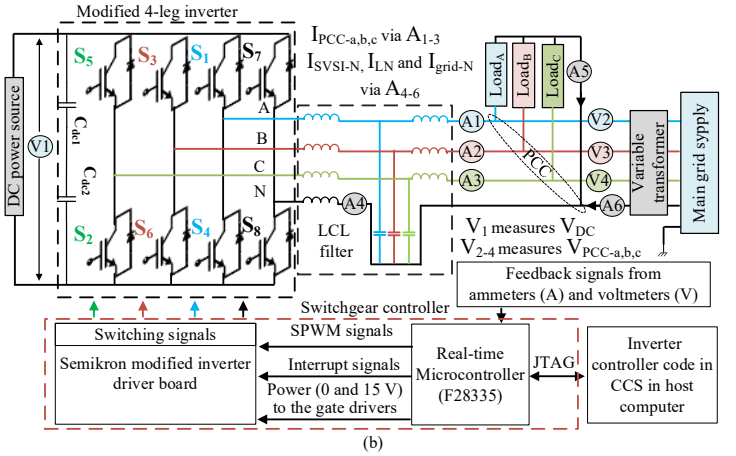 Modified 4-leg inverter
S5
S3
S1
S7
DC power source
V1
Cdc1
Cdc2
S2
S6
S4
S8
A
B
C
N
IPCC-a,b,c via A1-3
ISVSI-N, ILN and Igrid-N
via A4-6
LCL
filter
A4
A1
A2
A3
LoadA
LoadB
LoadC
A5
PCC
V2
V3
V4
A6
Variable
transformer
Main grid sypply
V1 measures VDC
V2-4 measures VPCC-a,b,c
Feedback signals from
ammeters (A) and voltmeters (V)
Switchgear controller
Switching signals
Semikron modified inverter
driver board
SPWM signals
Interrupt signals
Power (0 and 15 V)
to the gate drivers
Real-time
Microcontroller
(F28335)
JTAG
Inverter
controller code in
CCS in host
computer
(b)